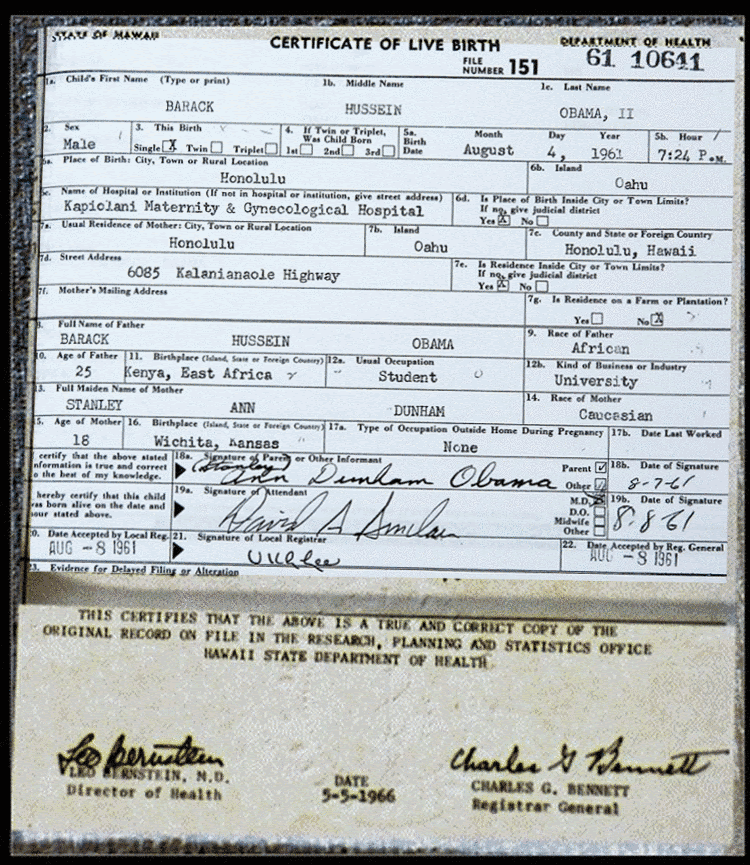 STATE OF HAWAII CERTIFICATE OF LIVE BIRTH DEPARTMENT OF HEALTH
FILE NUMBER 151 61 10641
1a. Child's First Name (Type or print) 1b. Middle Name 1c. Last Name
BARACK HUSSEIN OBAMA, II
2. Sex 3. This Birth 4. If Twin or Triplet, Was Child Born 5a. Birth Date Month Day Year 5b. Hour
Male Single X Twin Triplet 1st 2nd 3rd August 4, 1961 7:24 P.M.
6a. Place of Birth: City, Town or Rural Location 6b. Island
Honolulu Oahu
6c. Name of Hospital or Institution (If not in hospital or institution, give street address) 6d. Is Place of Birth Inside City or Town Limits? If no, give judicial district
Kapiolani Maternity & Gynecological Hospital Yes X No
7a. Usual Residence of Mother: City, Town or Rural Location 7b. Island 7c. County and State or Foreign Country
Honolulu Oahu Honolulu, Hawaii
7d. Street Address 7e. Is Residence Inside City or Town Limits? If no, give judicial district
6085 Kalanianaole Highway Yes X No
7f. Mother's Mailing Address 7g. Is Residence on a Farm or Plantation?
Yes No X
8. Full Name of Father 9. Race of Father
BARACK HUSSEIN OBAMA African
10. Age of Father 11. Birthplace (Island, State or Foreign Country) 12a. Usual Occupation 12b. Kind of Business or Industry
25 Kenya, East Africa Student University
13. Full Maiden Name of Mother 14. Race of Mother
STANLEY ANN DUNHAM Caucasian
15. Age of Mother 16. Birthplace (Island, State or Foreign Country) 17a. Type of Occupation Outside Home During Pregnancy 17b. Date Last Worked
18 Wichita, Kansas None
certify that the above stated information is true and correct to the best of my knowledge. 18a. Signature of Parent or Other Informant Parent Other 18b. Date of Signature
(Stanley) Ann Dunham Obama 8-7-61
hereby certify that this child was born alive on the date and hour stated above. 19a. Signature of Attendant M.D. D.O. Midwife Other 19b. Date of Signature
David A Sinclair 8-8-61
20. Date Accepted by Local Reg. 21. Signature of Local Registrar 22. Date Accepted by Reg. General
AUG -8 1961 U K L Lee AUG -8 1961
23. Evidence for Delayed Filing or Alteration
THIS CERTIFIES THAT THE ABOVE IS A TRUE AND CORRECT COPY OF THE
ORIGINAL RECORD ON FILE IN THE RESEARCH, PLANNING AND STATISTICS OFFICE
HAWAII STATE DEPARTMENT OF HEALTH
Leo Bernstein Charles G Bennett
LEO BERNSTEIN, M.D. DATE CHARLES G. BENNETT
Director of Health 5-5-1966 Registrar General